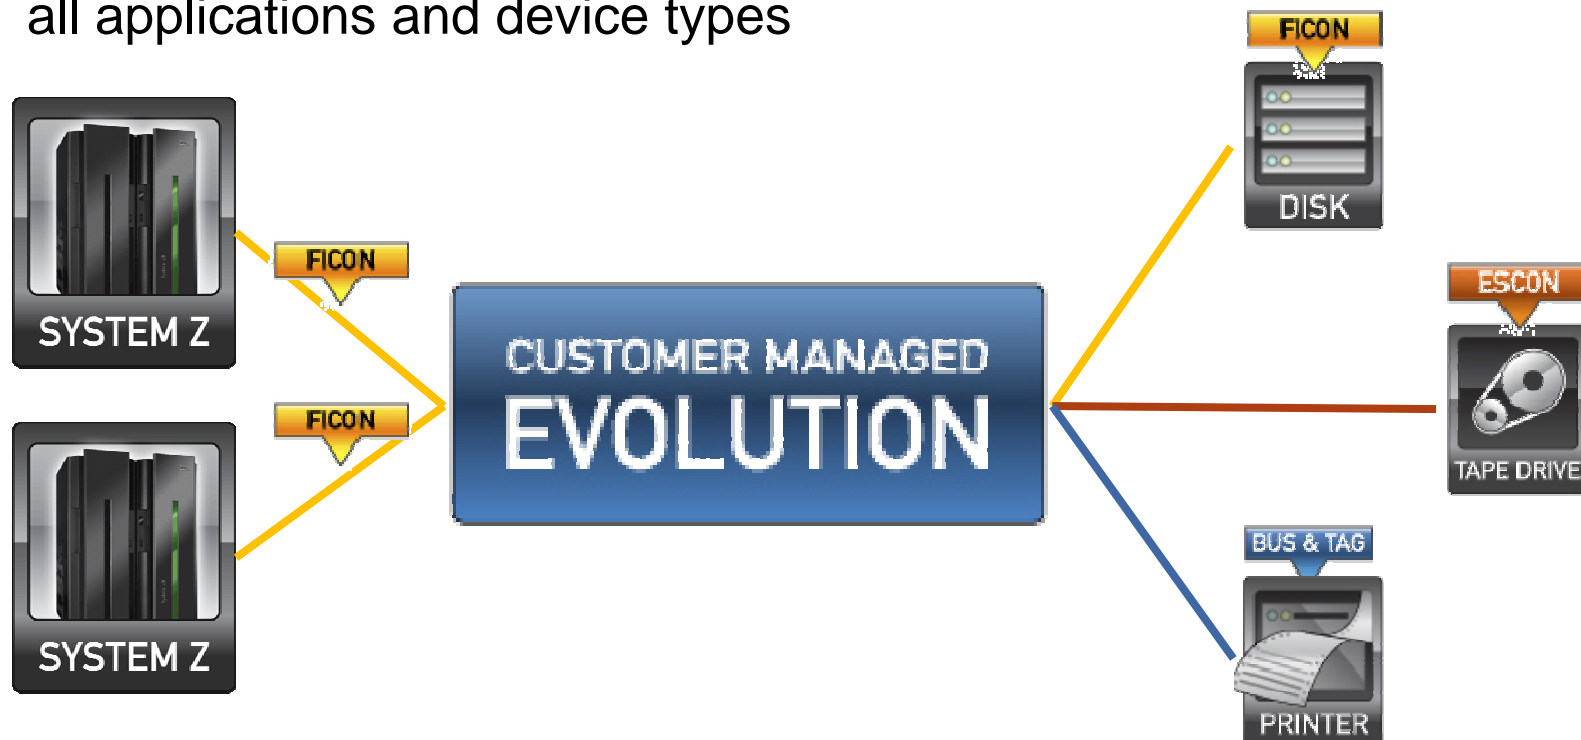 all applications and device types
FICON
DISK
SYSTEM Z
FICON
ESCON
TAPE DRIVE
CUSTOMER MANAGED
EVOLUTION
FICON
SYSTEM Z
BUS & TAG
PRINTER